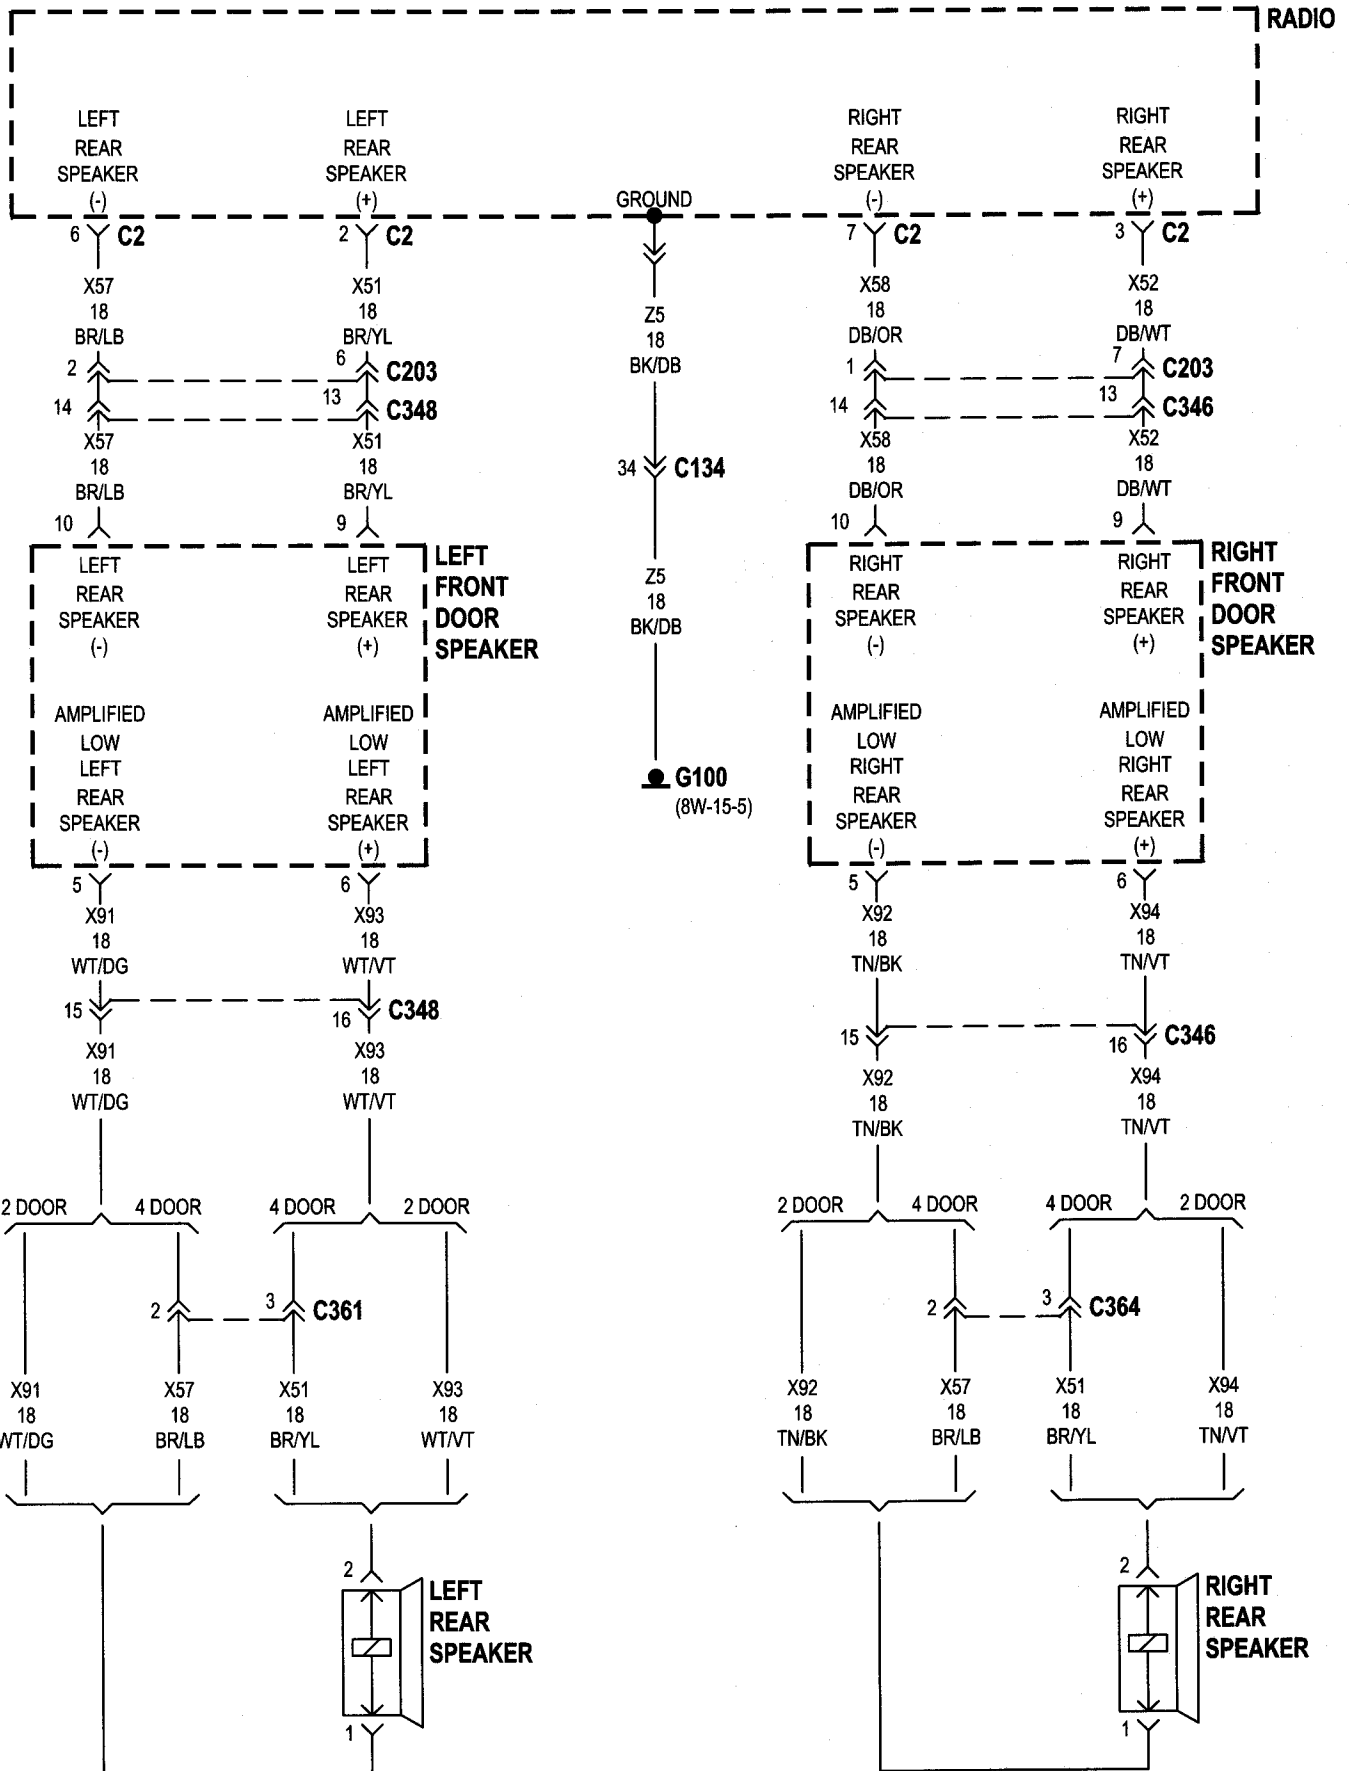 RADIO
LEFT
REAR
SPEAKER
(-)
LEFT
REAR
SPEAKER
(+)
GROUND
RIGHT
REAR
SPEAKER
(-)
RIGHT
REAR
SPEAKER
(+)
6 C2
2 C2
7 C2
3 C2
X57
18
BR/LB
X51
18
BR/YL
Z5
18
BK/DB
X58
18
DB/OR
X52
18
DB/WT
2
6 C203
1
7 C203
14
13 C348
14
13 C346
X57
18
BR/LB
X51
18
BR/YL
34 C134
X58
18
DB/OR
X52
18
DB/WT
10
9
10
9
LEFT
REAR
SPEAKER
(-)
LEFT
REAR
SPEAKER
(+)
LEFT
FRONT
DOOR
SPEAKER
Z5
18
BK/DB
RIGHT
REAR
SPEAKER
(-)
RIGHT
REAR
SPEAKER
(+)
RIGHT
FRONT
DOOR
SPEAKER
AMPLIFIED
LOW
LEFT
REAR
SPEAKER
(-)
AMPLIFIED
LOW
LEFT
REAR
SPEAKER
(+)
G100
(8W-15-5)
AMPLIFIED
LOW
RIGHT
REAR
SPEAKER
(-)
AMPLIFIED
LOW
RIGHT
REAR
SPEAKER
(+)
5
6
5
6
X91
18
WT/DG
X93
18
WT/VT
X92
18
TN/BK
X94
18
TN/VT
15
16 C348
15
16 C346
X91
18
WT/DG
X93
18
WT/VT
X92
18
TN/BK
X94
18
TN/VT
2 DOOR
4 DOOR
4 DOOR
2 DOOR
2 DOOR
4 DOOR
4 DOOR
2 DOOR
2
3 C361
2
3 C364
X91
18
WT/DG
X57
18
BR/LB
X51
18
BR/YL
X93
18
WT/VT
X92
18
TN/BK
X57
18
BR/LB
X51
18
BR/YL
X94
18
TN/VT
2
LEFT
REAR
SPEAKER
1
2
RIGHT
REAR
SPEAKER
1